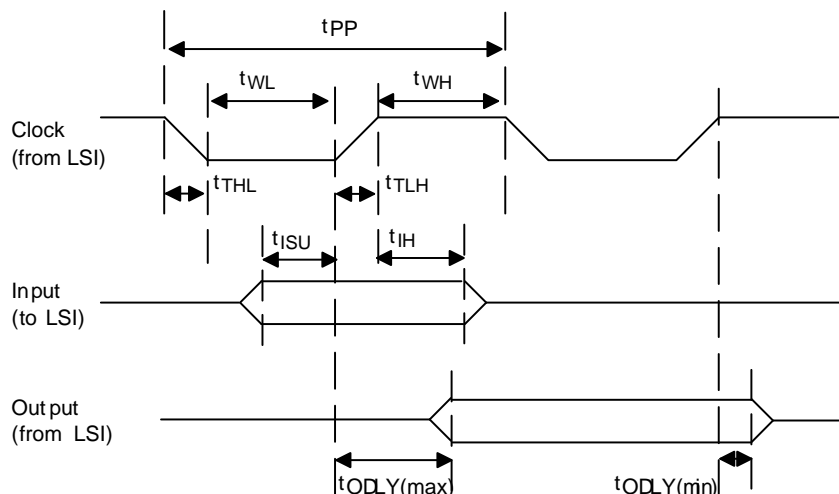 tPP
tWL
tWH
Clock
(from LSI)
tTHL
tTLH
tISU
tIH
Input
(to LSI)
Output
(from LSI)
tODLY(max)
tODLY(min)